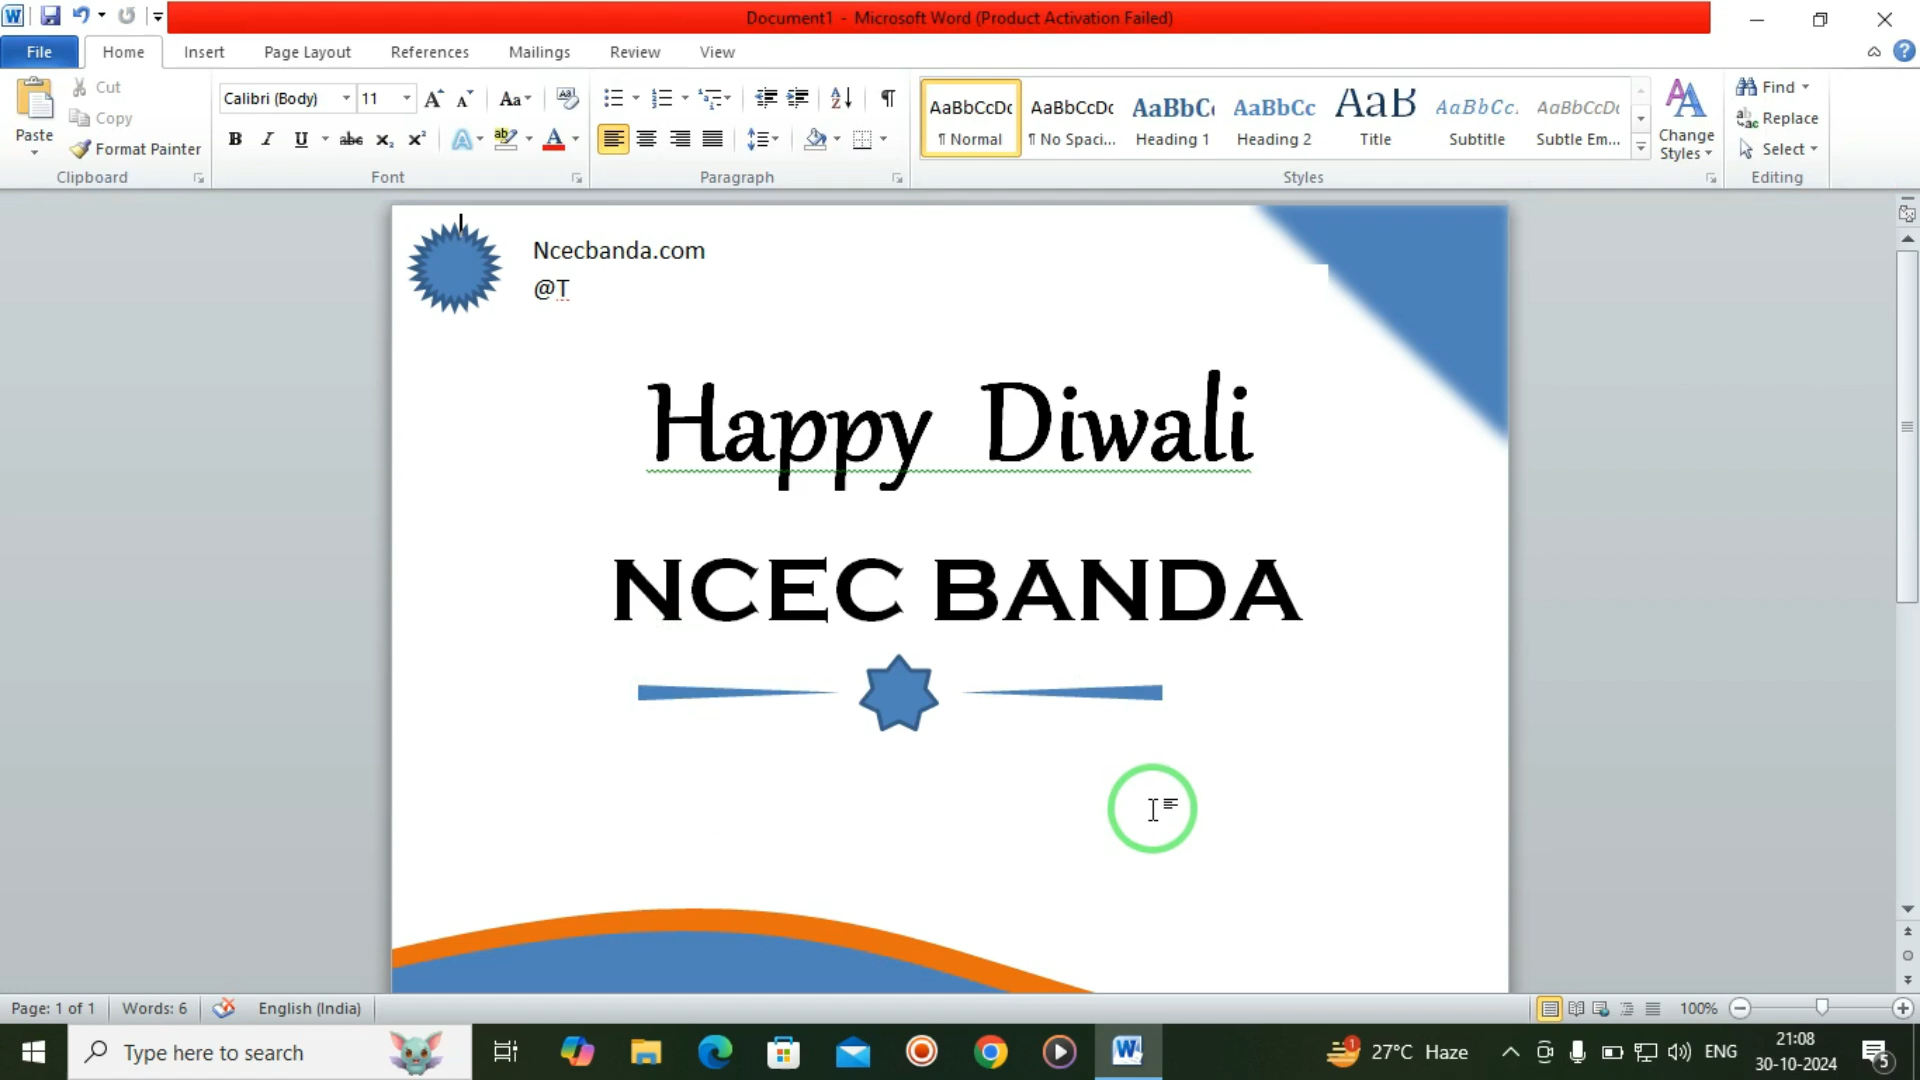 Document1 - Microsoft Word (Product Activation Failed)
File Home Insert Page Layout References Mailings Review View
Paste
Cut
Copy
Format Painter
Clipboard
Calibri (Body) 11
Font
Paragraph
AaBbCcDc AaBbCcDc AaBbC AaBbCc AaB AaBbCc. AaBbCcDc
¶ Normal ¶ No Spaci... Heading 1 Heading 2 Title Subtitle Subtle Em...
Change Styles
Styles
Find
Replace
Select
Editing
Ncecbanda.com
@T
Happy Diwali
NCEC BANDA
Page: 1 of 1 Words: 6 English (India) 100%
Type here to search
1
27°C Haze
ENG
21:08
30-10-2024
5